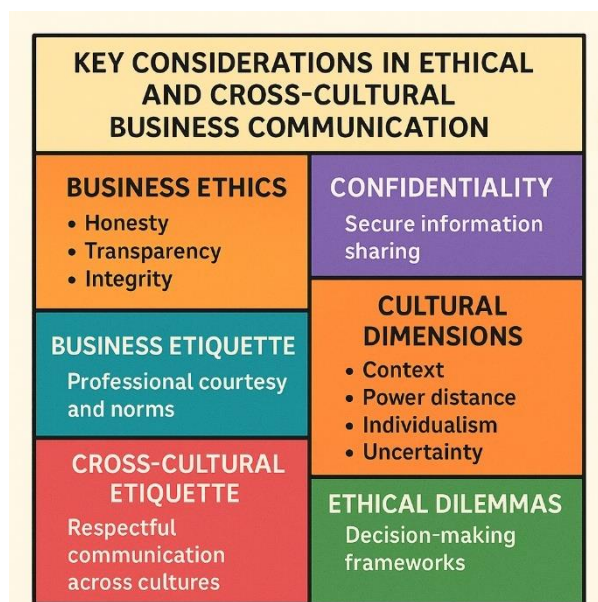 KEY CONSIDERATIONS IN ETHICAL
AND CROSS-CULTURAL
BUSINESS COMMUNICATION
BUSINESS ETHICS
• Honesty
• Transparency
• Integrity
BUSINESS ETIQUETTE
Professional courtesy
and norms
CROSS-CULTURAL
ETIQUETTE
Respectful
communication
across cultures
CONFIDENTIALITY
Secure information
sharing
CULTURAL
DIMENSIONS
• Context
• Power distance
• Individualism
• Uncertainty
ETHICAL DILEMMAS
Decision-making
frameworks